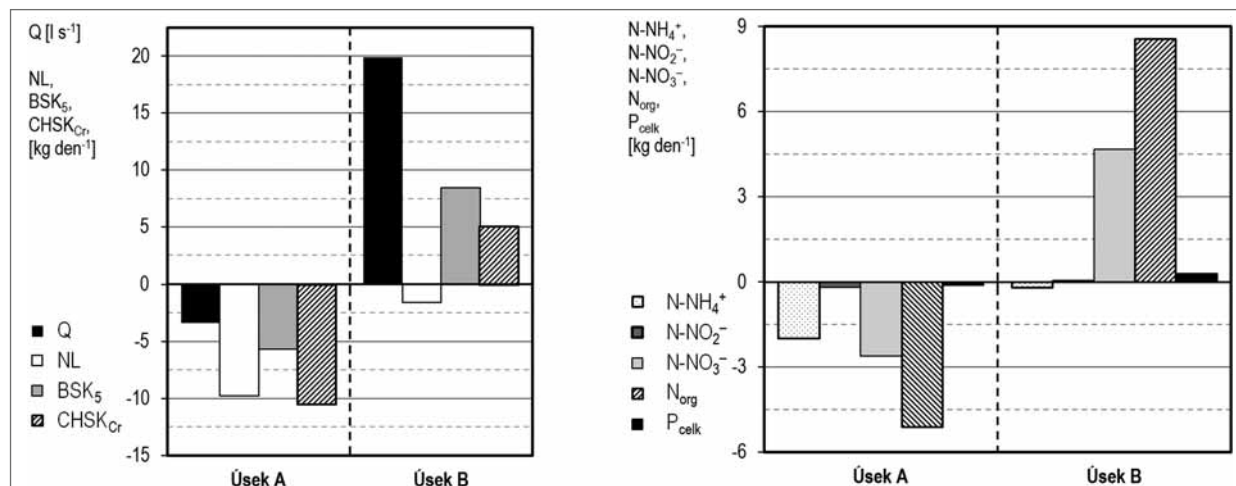 Q [l s⁻¹]
NL,
BSK₅,
CHSK_Cr,
[kg den⁻¹]
20
15
10
5
0
-5
-10
-15
Q
NL
BSK₅
CHSK_Cr
Úsek A
Úsek B
N-NH₄⁺,
N-NO₂⁻,
N-NO₃⁻,
N_org,
P_celk
[kg den⁻¹]
9
6
3
0
-3
-6
N-NH₄⁺
N-NO₂⁻
N-NO₃⁻
N_org
P_celk
Úsek A
Úsek B